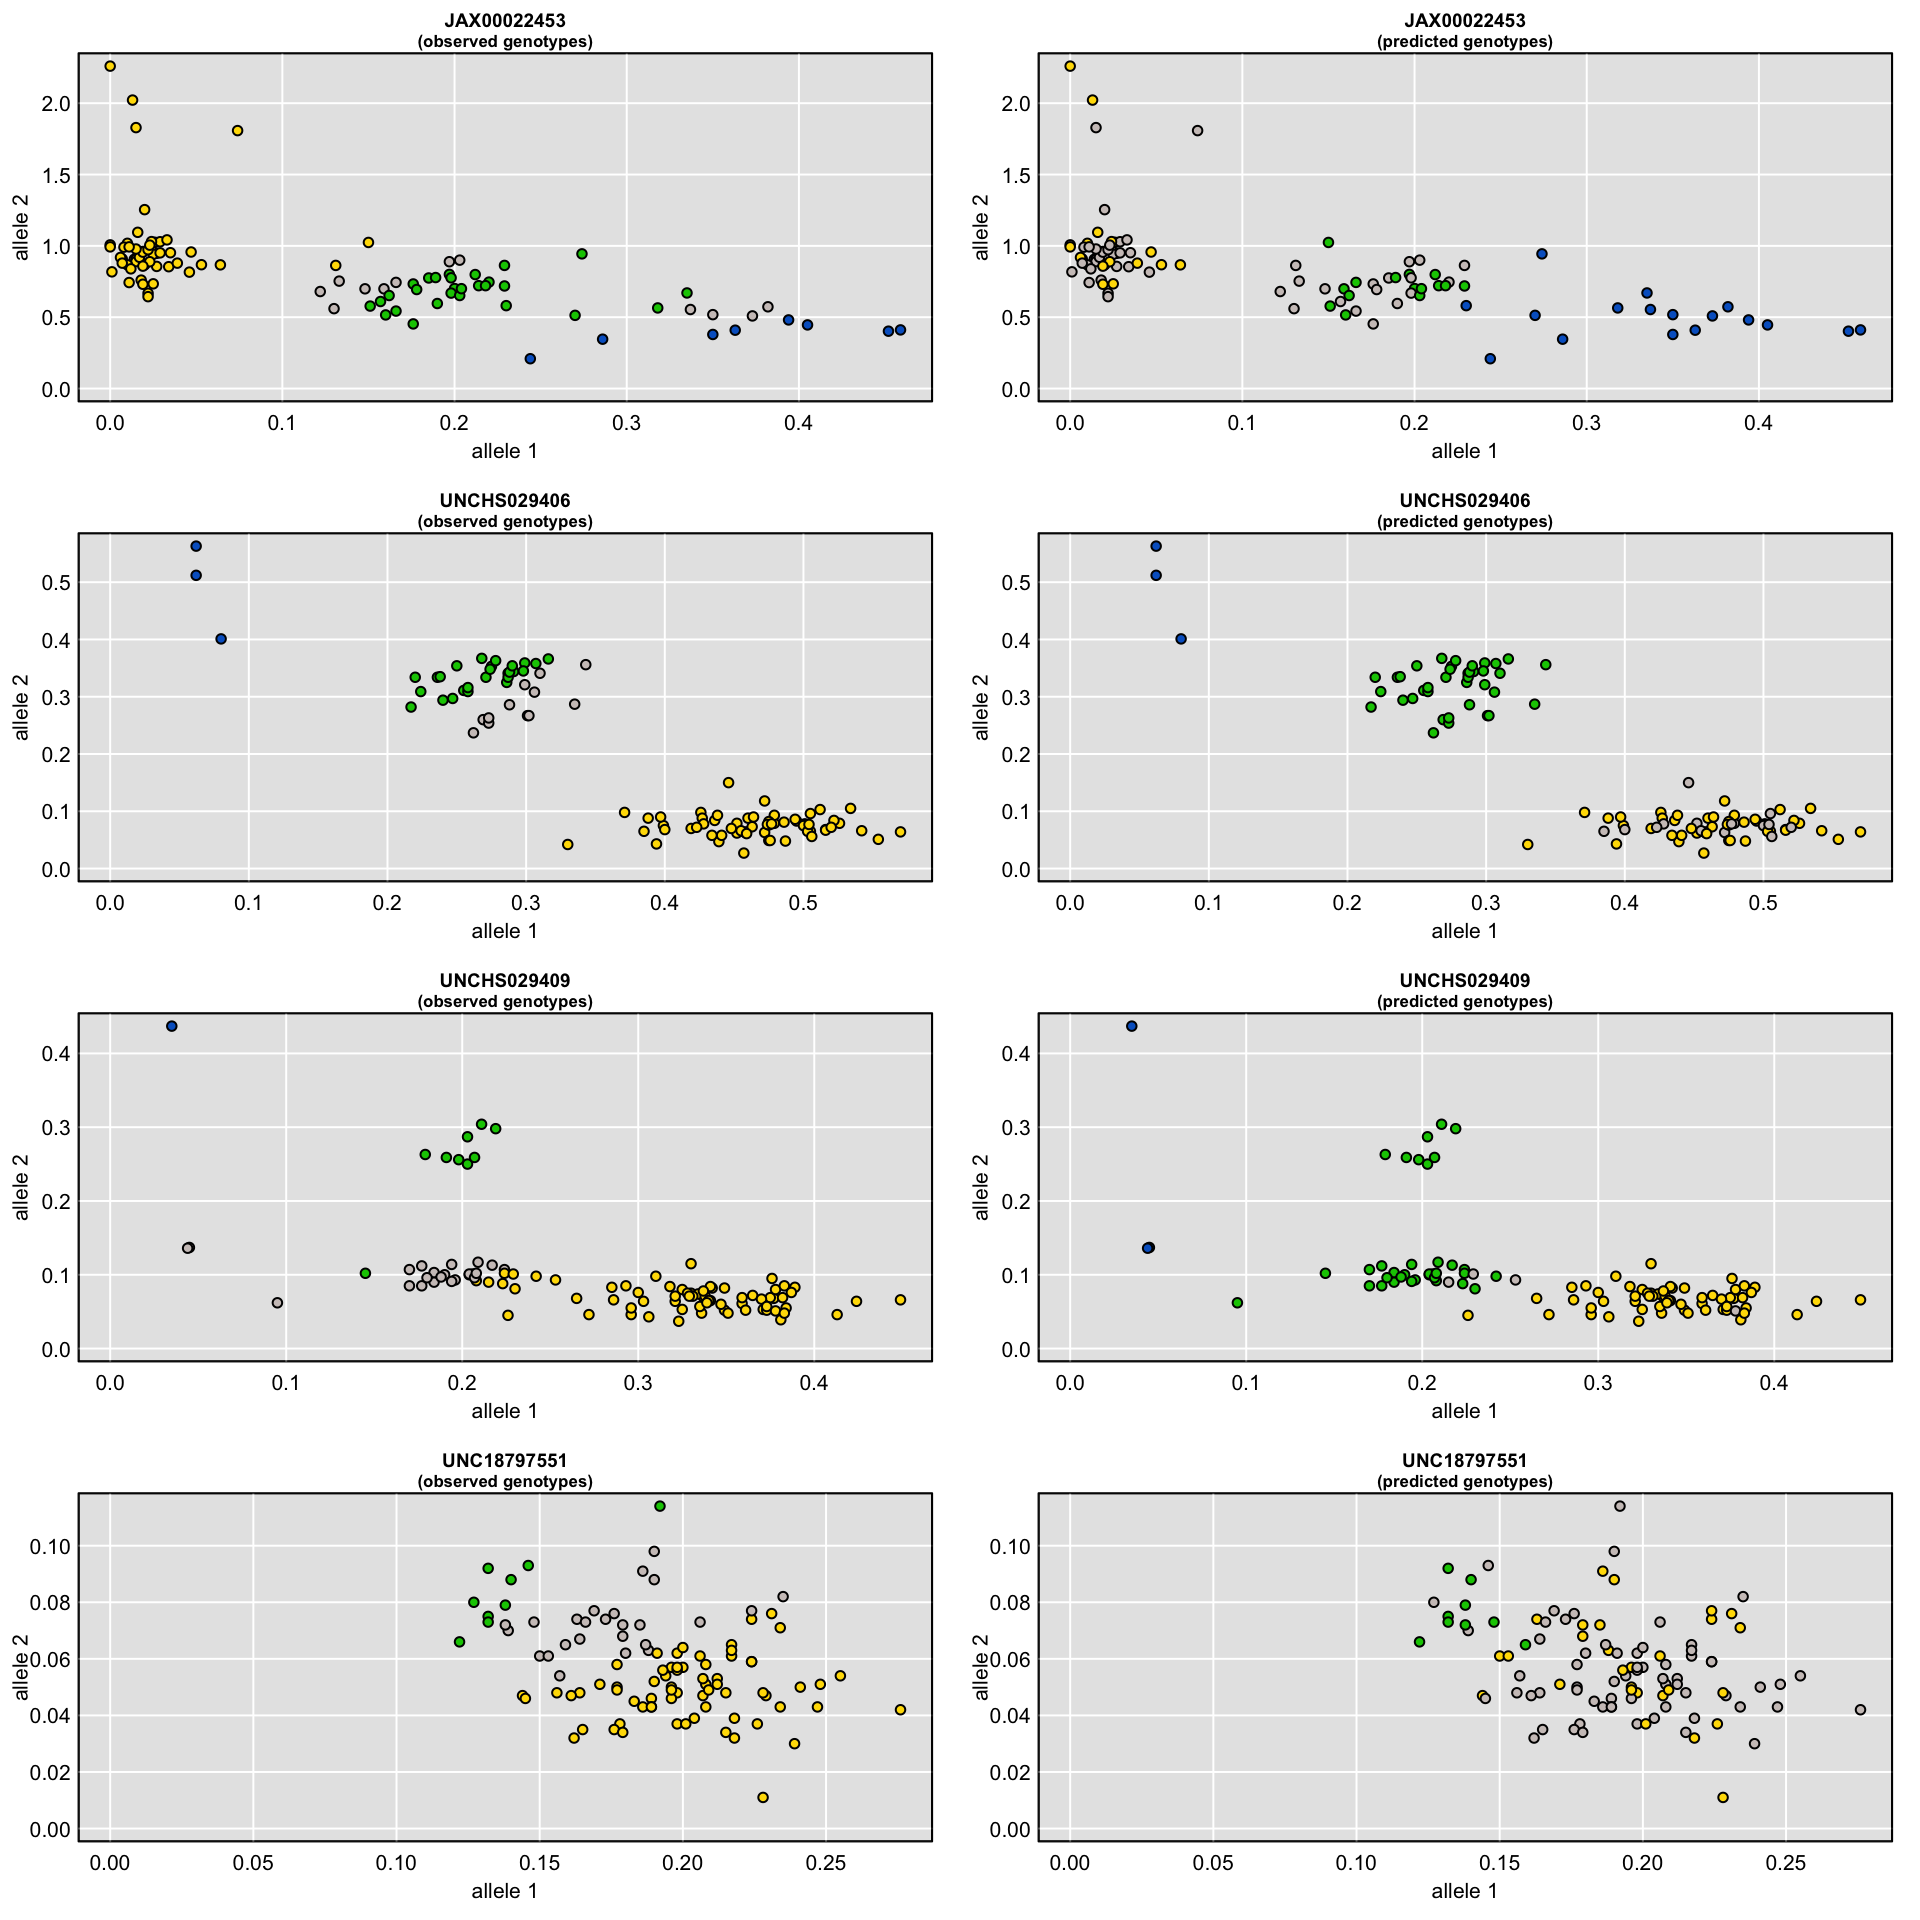 JAX00022453
(observed genotypes)
allele 2
2.0
1.5
1.0
0.5
0.0
0.0 0.1 0.2 0.3 0.4
allele 1
JAX00022453
(predicted genotypes)
allele 2
2.0
1.5
1.0
0.5
0.0
0.0 0.1 0.2 0.3 0.4
allele 1
UNCHS029406
(observed genotypes)
allele 2
0.5
0.4
0.3
0.2
0.1
0.0
0.0 0.1 0.2 0.3 0.4 0.5
allele 1
UNCHS029406
(predicted genotypes)
allele 2
0.5
0.4
0.3
0.2
0.1
0.0
0.0 0.1 0.2 0.3 0.4 0.5
allele 1
UNCHS029409
(observed genotypes)
allele 2
0.4
0.3
0.2
0.1
0.0
0.0 0.1 0.2 0.3 0.4
allele 1
UNCHS029409
(predicted genotypes)
allele 2
0.4
0.3
0.2
0.1
0.0
0.0 0.1 0.2 0.3 0.4
allele 1
UNC18797551
(observed genotypes)
allele 2
0.10
0.08
0.06
0.04
0.02
0.00
0.00 0.05 0.10 0.15 0.20 0.25
allele 1
UNC18797551
(predicted genotypes)
allele 2
0.10
0.08
0.06
0.04
0.02
0.00
0.00 0.05 0.10 0.15 0.20 0.25
allele 1